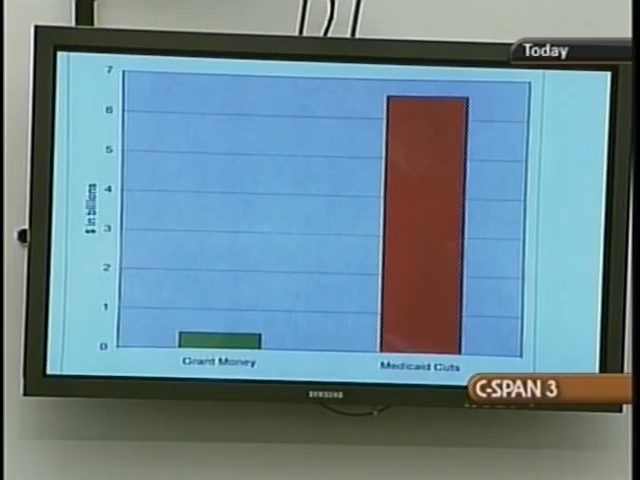 Today
7
6
5
4
3
2
1
0
$ in billions
Grant Money
Medicaid Cuts
SAMSUNG
C-SPAN 3